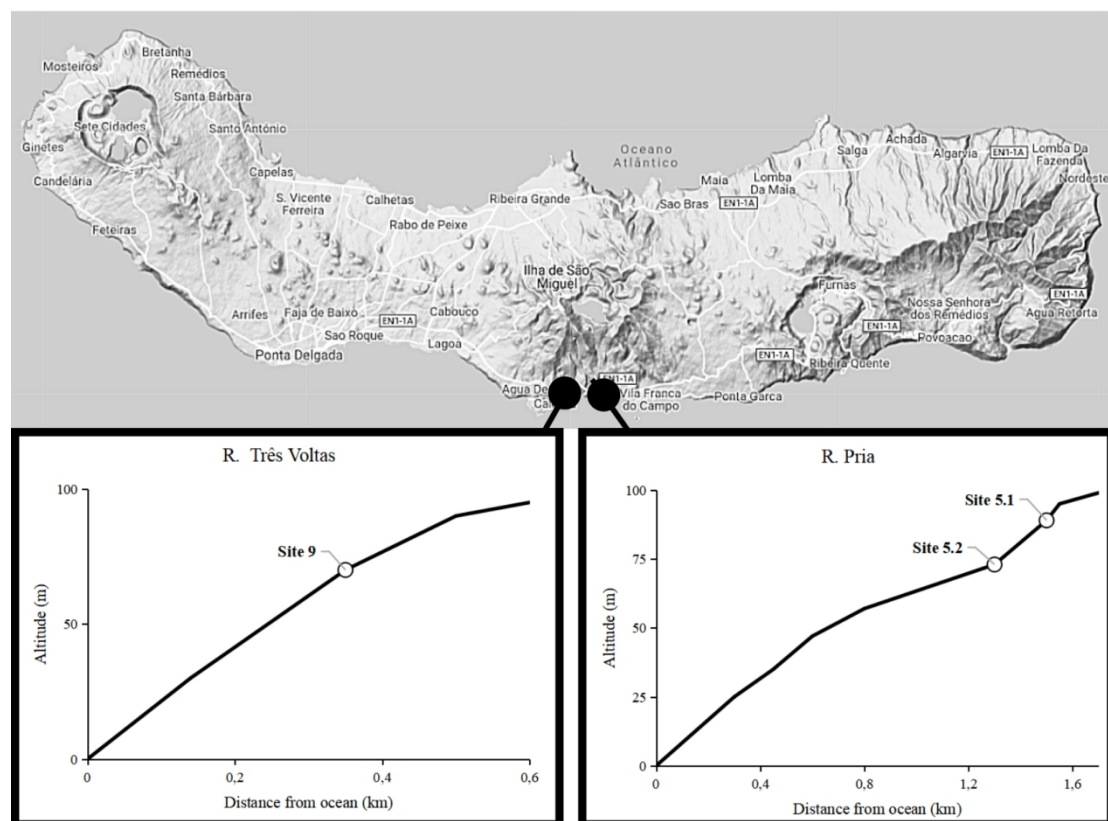 Bretanha
Mosteiros
Remédios
Santa Bárbara
Sete Cidades
Santo António
Ginetes
Candelária
Capelas
Feteiras
S. Vicente
Ferreira
Calhetas
Rabo de Peixe
Ribeira Grande
Oceano
Atlântico
Maia
Sao Bras
EN1-1A
Lomba
Da Maia
Salga
Achada
Algarvia
EN1-1A
Lomba Da
Fazenda
Nordeste
Ilha de São
Miguel
Furnas
Arrifes
Faja de Baixo
Cabouco
EN1-1A
Sao Roque
Lagoa
Ponta Delgada
Nossa Senhora
dos Remédios
EN1-1A
Agua Retorta
EN1-1A
Povoacao
EN1-1A
Ribeira Quente
Agua De
EN1-1A
Vila Franca
do Campo
Ponta Garca
R. Três Voltas
100
50
0
Altitude (m)
Site 9
0
0,2
0,4
0,6
Distance from ocean (km)
R. Pria
100
75
50
25
0
Altitude (m)
Site 5.1
Site 5.2
0
0,4
0,8
1,2
1,6
Distance from ocean (km)